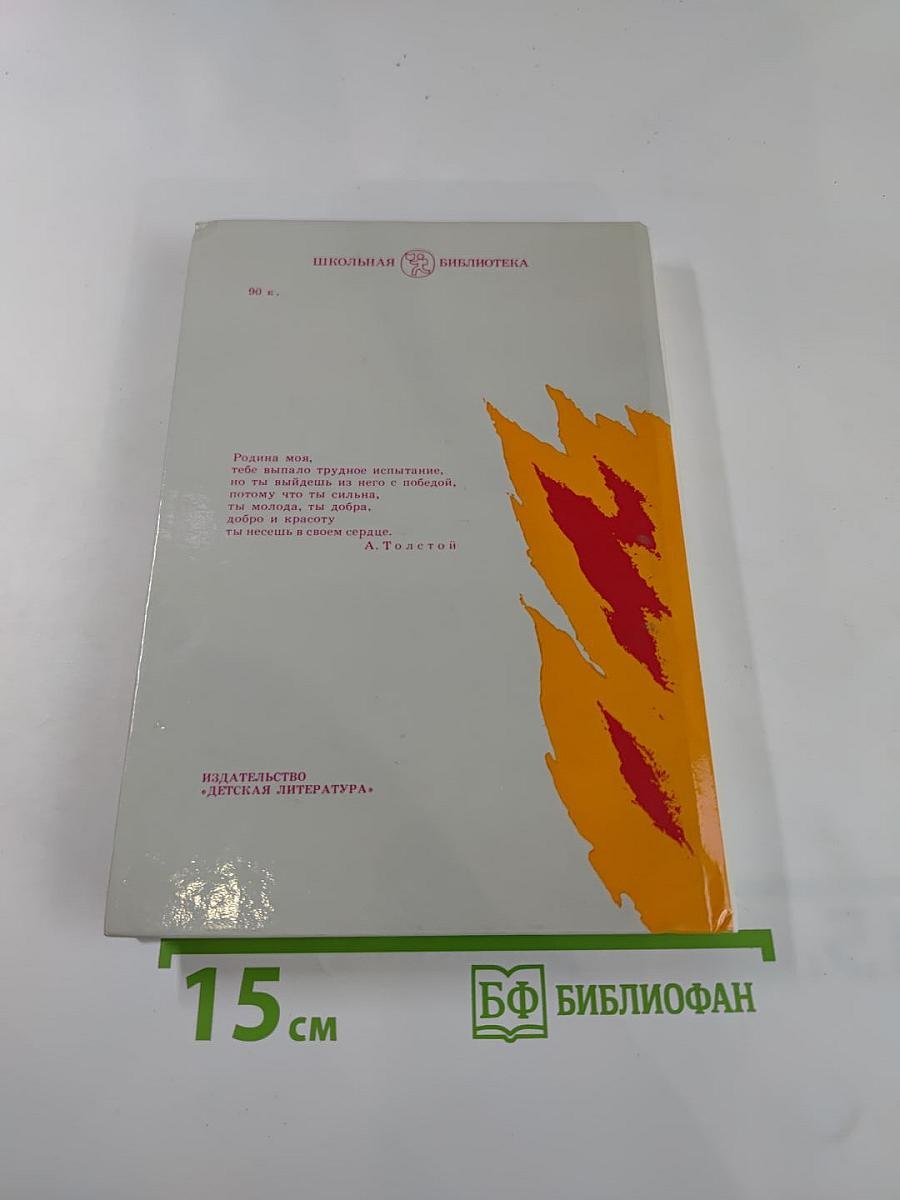 ШКОЛЬНАЯ БИБЛИОТЕКА
90 к.
Родина моя,
тебе выпало трудное испытание,
но ты выйдешь из него с победой,
потому что ты сильна,
ты молода, ты добра,
добро и красоту
ты несешь в своем сердце.
А. Толстой
ИЗДАТЕЛЬСТВО
«ДЕТСКАЯ ЛИТЕРАТУРА»
15 см
БФ БИБЛИОФАН